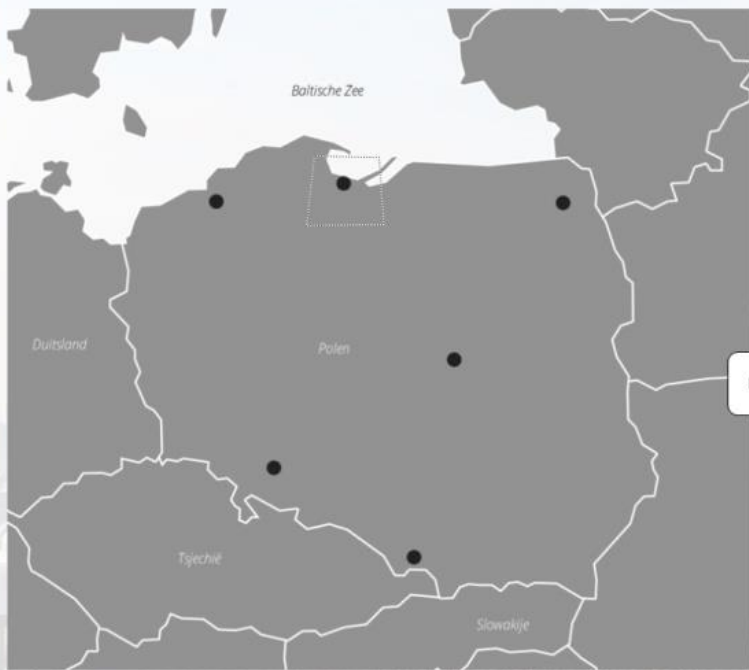 Baltische Zee
Duitsland
Polen
Tsjechië
Slowakije